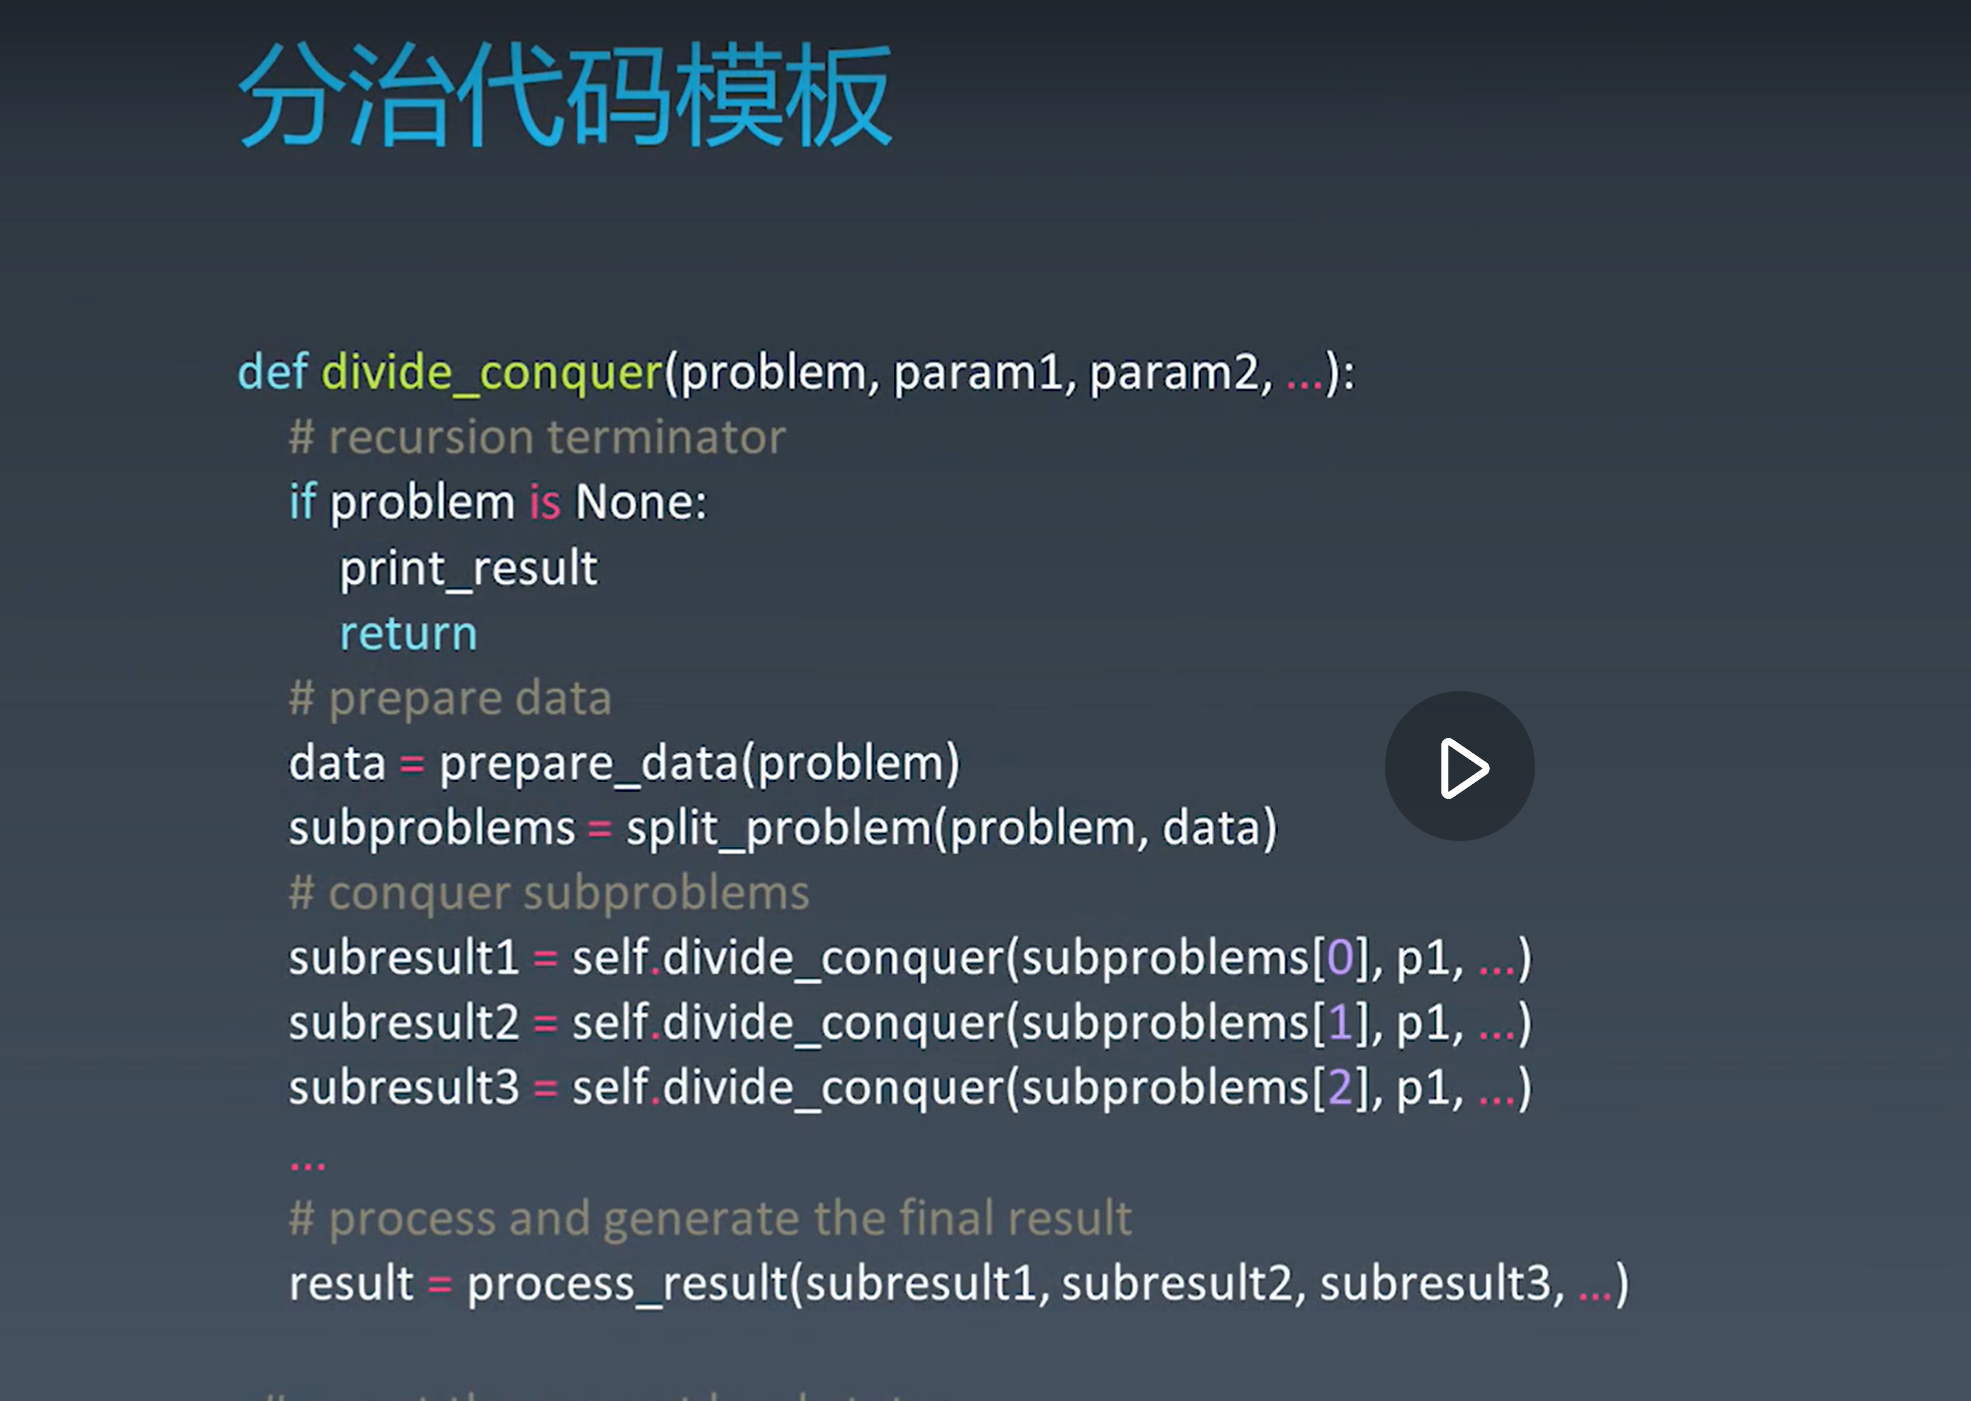 分治代码模板
def divide_conquer(problem, param1, param2, ...):
# recursion terminator
if problem is None:
print_result
return
# prepare data
data = prepare_data(problem)
subproblems = split_problem(problem, data)
# conquer subproblems
subresult1 = self.divide_conquer(subproblems[0], p1, ...)
subresult2 = self.divide_conquer(subproblems[1], p1, ...)
subresult3 = self.divide_conquer(subproblems[2], p1, ...)
...
# process and generate the final result
result = process_result(subresult1, subresult2, subresult3, ...)